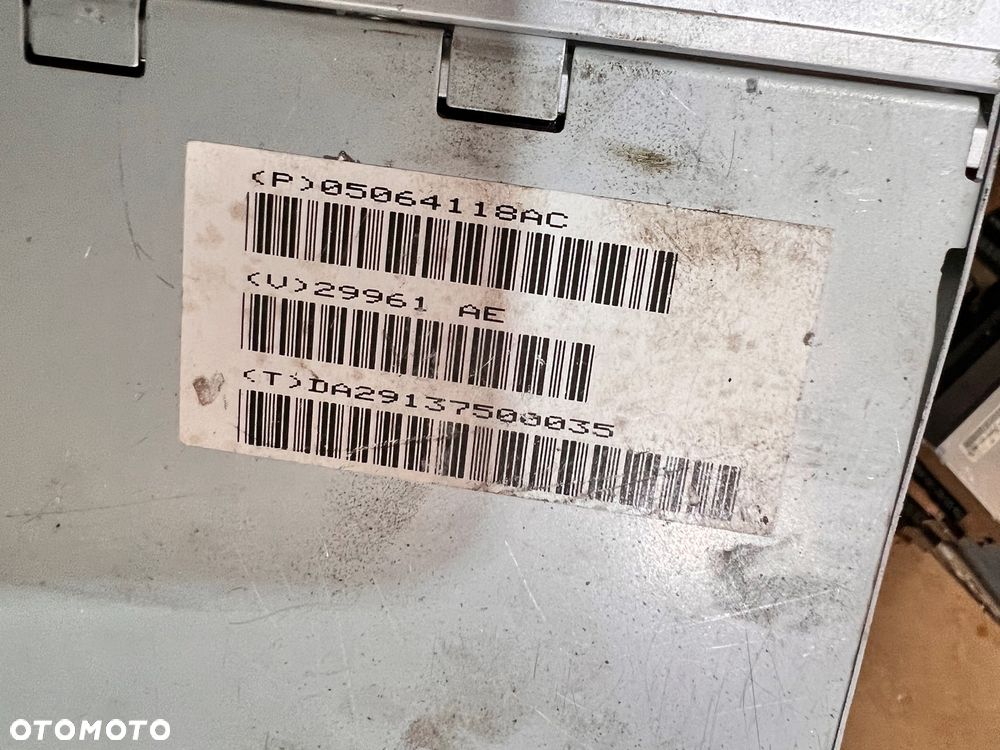 (P)05064118AC
(V)29961 AE
(T)DA29137500035
OTOMOTO